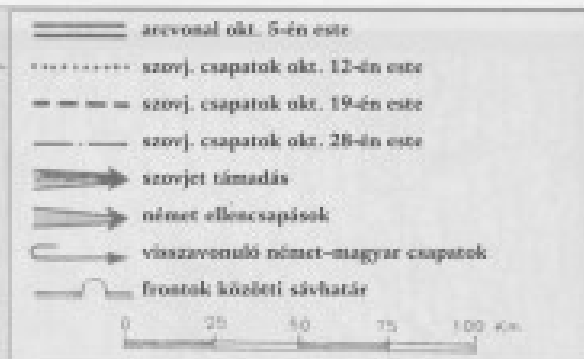 arcvonal okt. 5-én este
szovj. csapatok okt. 12-én este
szovj. csapatok okt. 19-én este
szovj. csapatok okt. 28-én este
szovjet támadás
német ellencsapások
visszavonuló német-magyar csapatok
frontok közötti sávhatár
0 25 50 75 100 Km